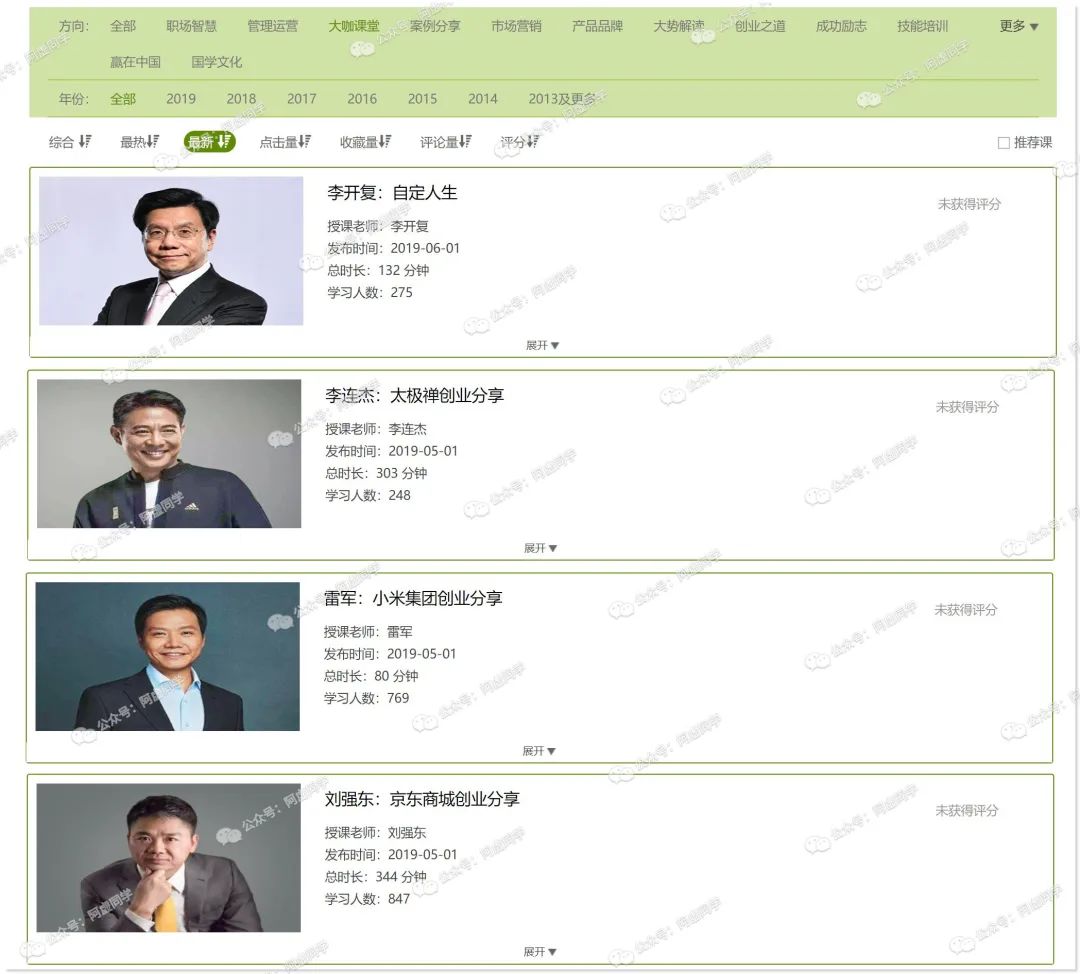 方向： 全部 职场智慧 管理运营 大咖课堂 案例分享 市场营销 产品品牌 大势解读 创业之道 成功励志 技能培训 更多▼
赢在中国 国学文化
年份： 全部 2019 2018 2017 2016 2015 2014 2013及更多
综合 最热 最新 点击量 收藏量 评论量 评分 推荐课
李开复：自定人生
未获得评分
授课老师：李开复
发布时间：2019-06-01
总时长：132 分钟
学习人数：275
展开▼
李连杰：太极禅创业分享
未获得评分
授课老师：李连杰
发布时间：2019-05-01
总时长：303 分钟
学习人数：248
展开▼
雷军：小米集团创业分享
未获得评分
授课老师：雷军
发布时间：2019-05-01
总时长：80 分钟
学习人数：769
展开▼
刘强东：京东商城创业分享
未获得评分
授课老师：刘强东
发布时间：2019-05-01
总时长：344 分钟
学习人数：847
展开▼
公众号：阿虚同学